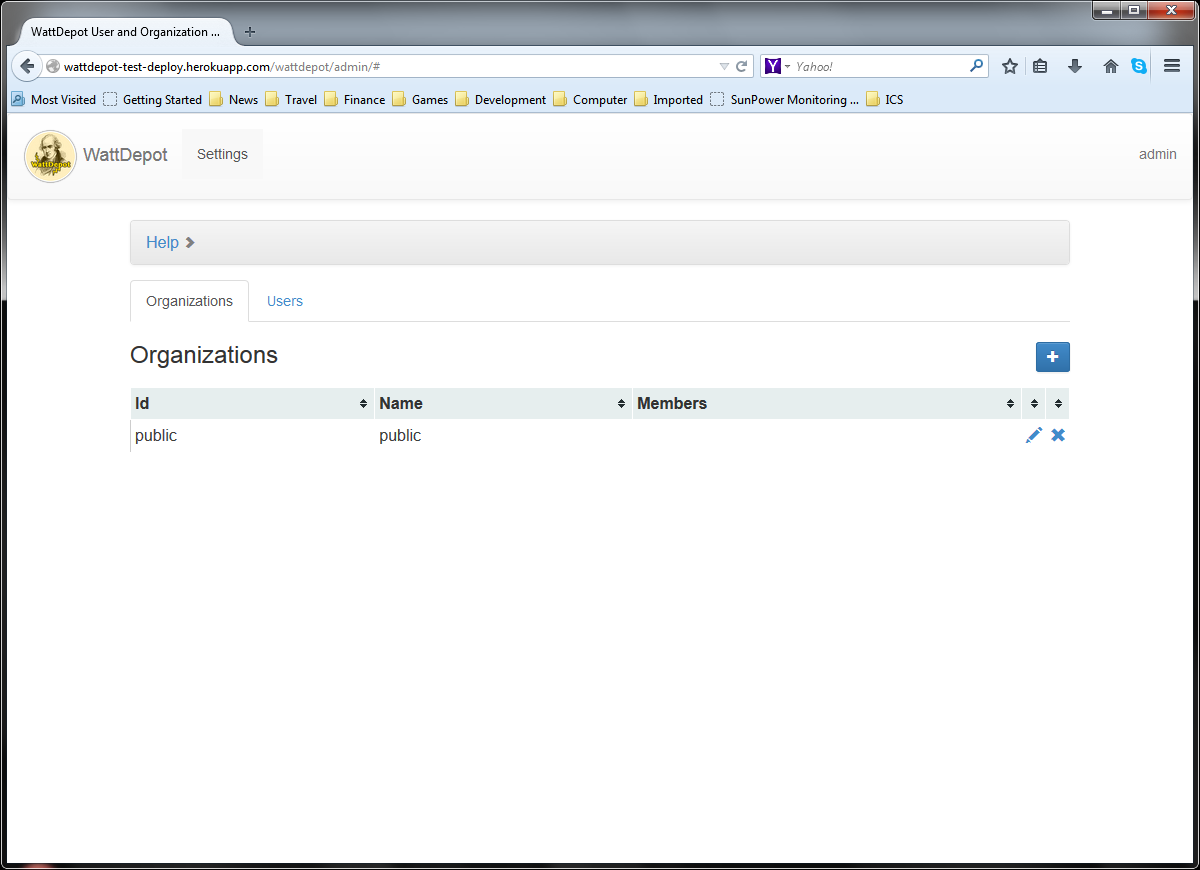 WattDepot User and Organization ...
wattdepot-test-deploy.herokuapp.com/wattdepot/admin/#
Y Yahoo!
Most Visited Getting Started News Travel Finance Games Development Computer Imported SunPower Monitoring ... ICS
WattDepot WattDepot Settings admin
Help
Organizations Users
Organizations
Id Name Members
public public